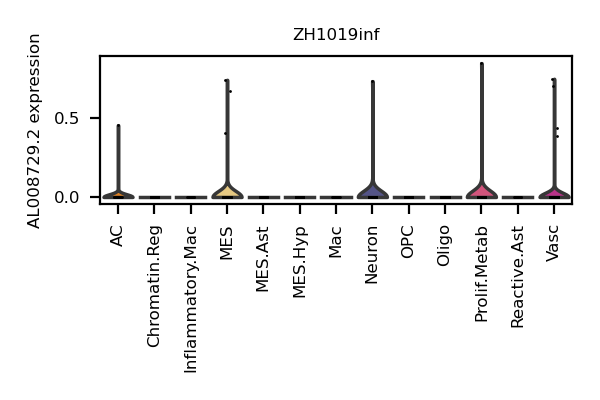 ZH1019inf
AL008729.2 expression
0.5
0.0
AC
Chromatin.Reg
Inflammatory.Mac
MES
MES.Ast
MES.Hyp
Mac
Neuron
OPC
Oligo
Prolif.Metab
Reactive.Ast
Vasc